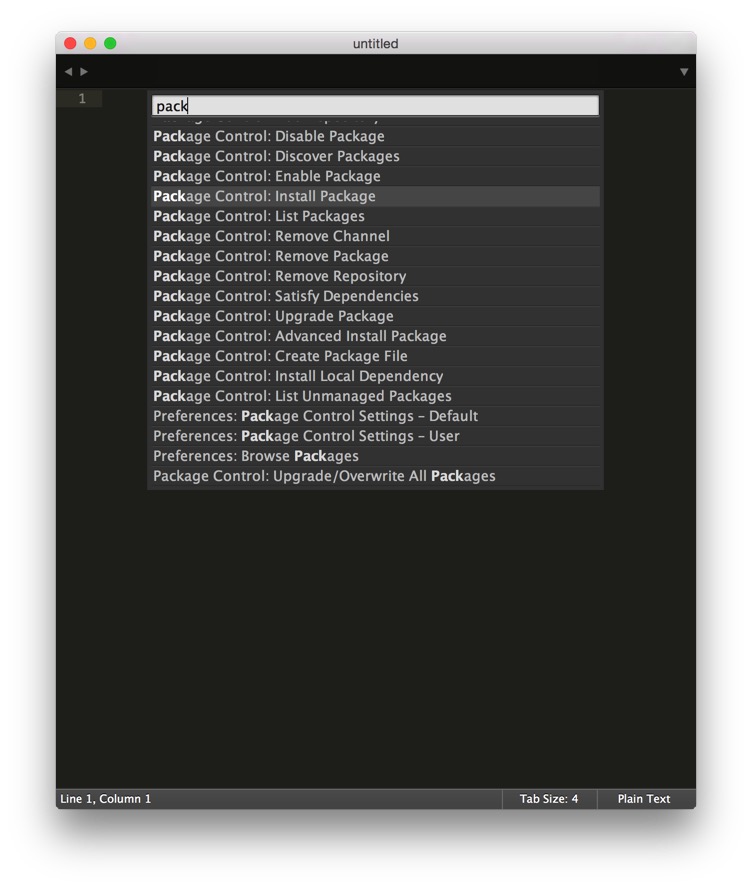 untitled
1
pack
Package Control: Disable Package
Package Control: Discover Packages
Package Control: Enable Package
Package Control: Install Package
Package Control: List Packages
Package Control: Remove Channel
Package Control: Remove Package
Package Control: Remove Repository
Package Control: Satisfy Dependencies
Package Control: Upgrade Package
Package Control: Advanced Install Package
Package Control: Create Package File
Package Control: Install Local Dependency
Package Control: List Unmanaged Packages
Preferences: Package Control Settings – Default
Preferences: Package Control Settings – User
Preferences: Browse Packages
Package Control: Upgrade/Overwrite All Packages
Line 1, Column 1 Tab Size: 4 Plain Text